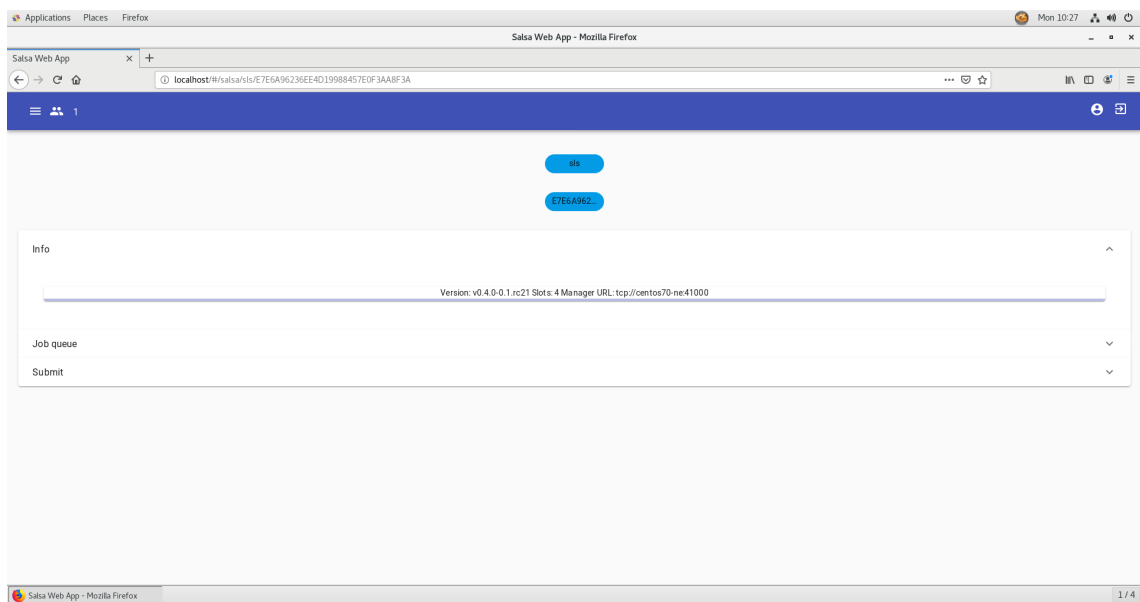 Applications Places Firefox Mon 10:27
Salsa Web App - Mozilla Firefox
Salsa Web App
localhost/#/salsa/sls/E7E6A96236EE4D19988457E0F3AA8F3A
1
sls
E7E6A962...
Info
Version: v0.4.0-0.1.rc21 Slots: 4 Manager URL: tcp://centos70-ne:41000
Job queue
Submit
Salsa Web App - Mozilla Firefox 1 / 4